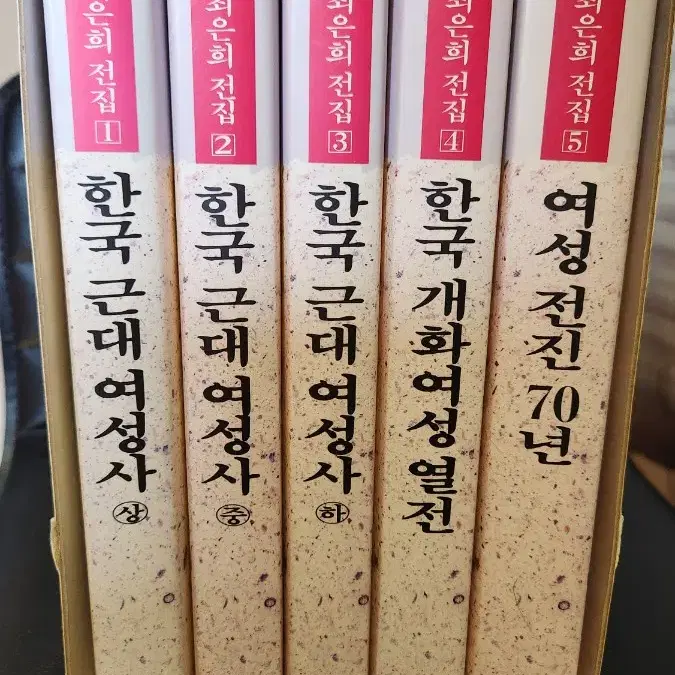 최은희 전집 1
한국 근대 여성사 상
최은희 전집 2
한국 근대 여성사 중
최은희 전집 3
한국 근대 여성사 하
최은희 전집 4
한국 개화여성 열전
최은희 전집 5
여성 전진 70년